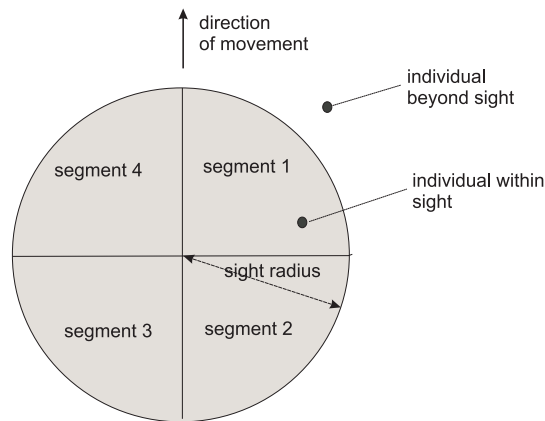 direction
of movement
individual
beyond sight
segment 4
segment 1
individual within
sight
sight radius
segment 3
segment 2